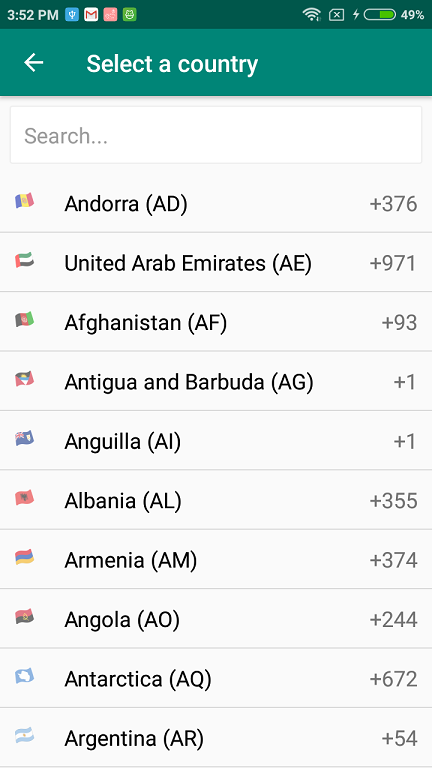 3:52 PM 49%
Select a country
Search...
Andorra (AD) +376
United Arab Emirates (AE) +971
Afghanistan (AF) +93
Antigua and Barbuda (AG) +1
Anguilla (AI) +1
Albania (AL) +355
Armenia (AM) +374
Angola (AO) +244
Antarctica (AQ) +672
Argentina (AR) +54